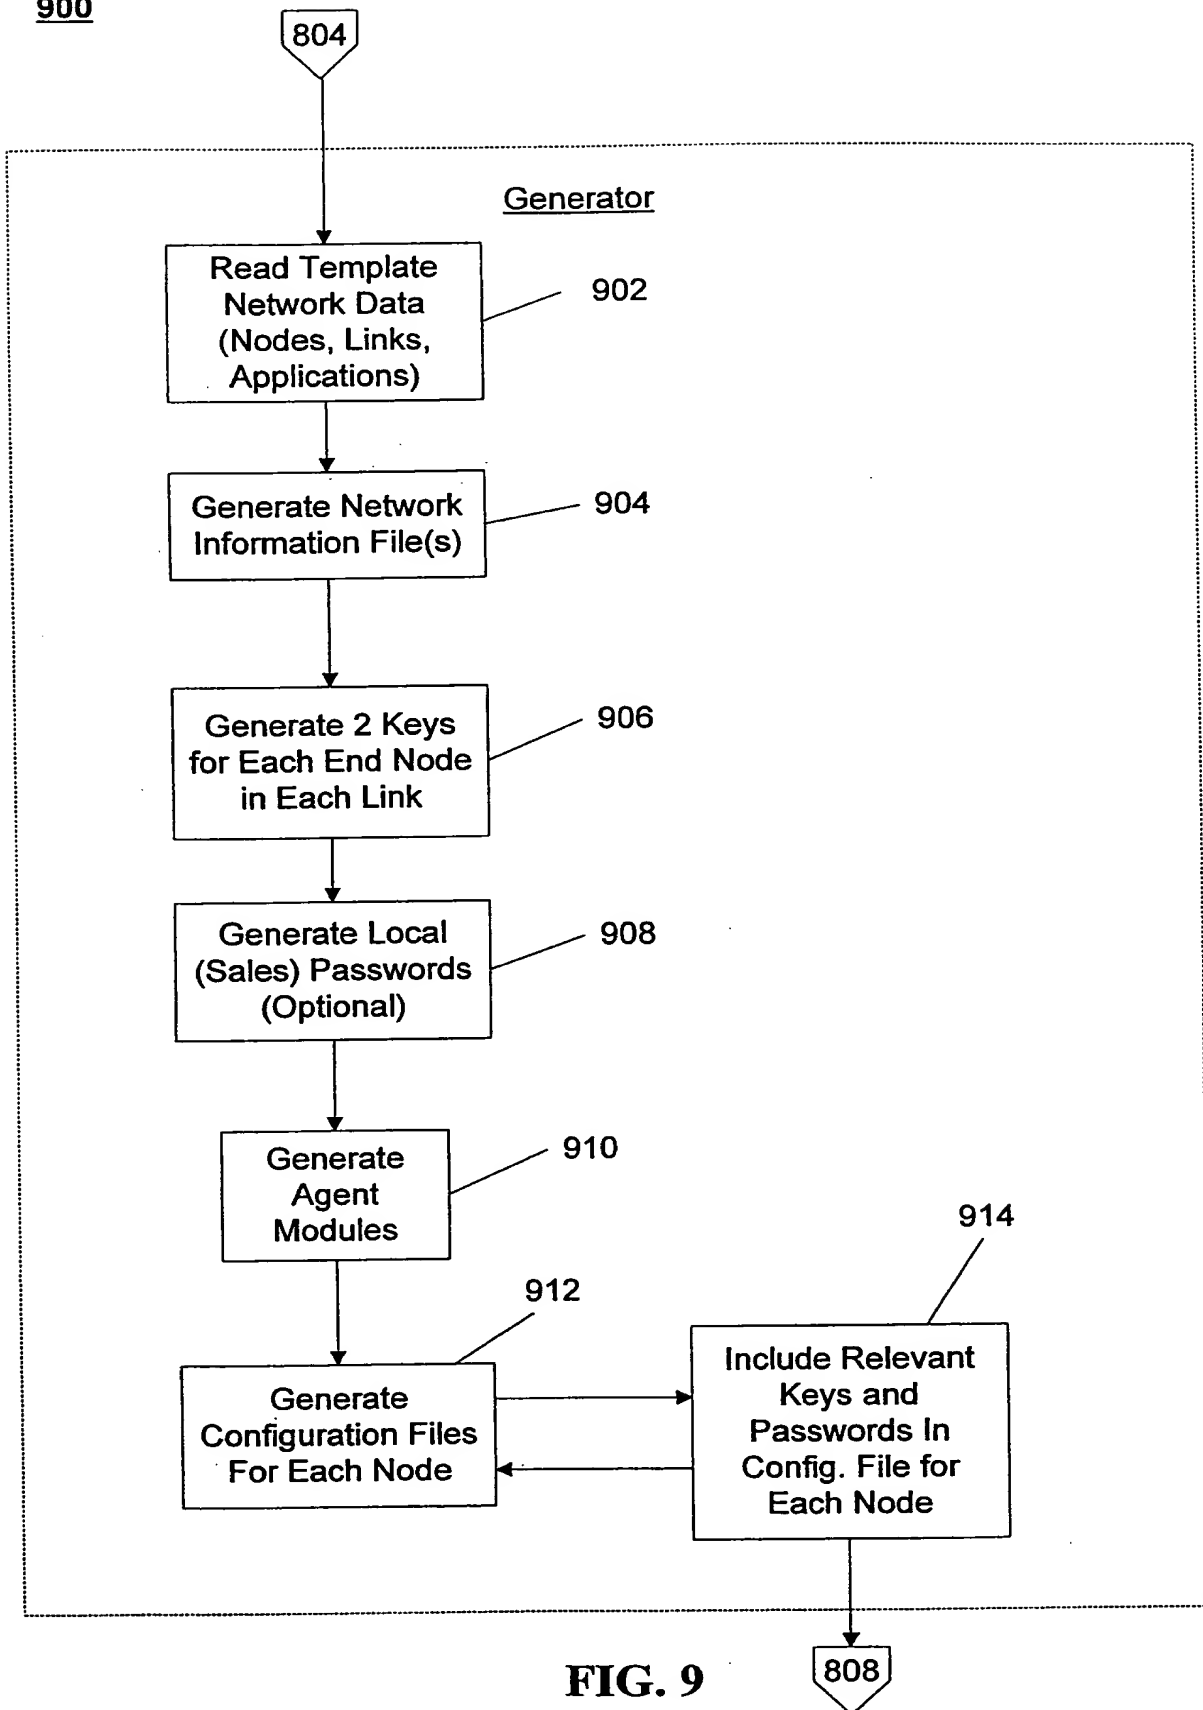 900
804
Generator
Read Template
Network Data
(Nodes, Links,
Applications)
902
Generate Network
Information File(s)
904
Generate 2 Keys
for Each End Node
in Each Link
906
Generate Local
(Sales) Passwords
(Optional)
908
Generate
Agent
Modules
910
912
Generate
Configuration Files
For Each Node
914
Include Relevant
Keys and
Passwords In
Config. File for
Each Node
FIG. 9
808